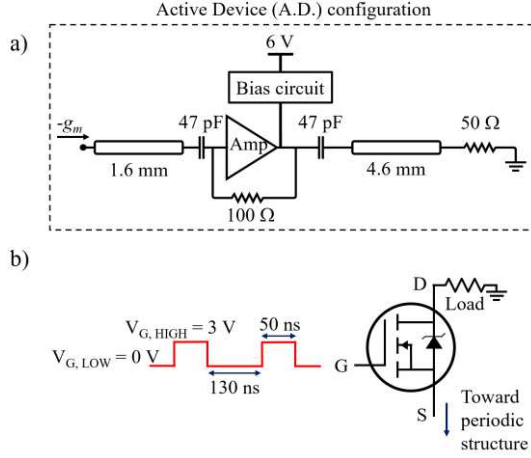 Active Device (A.D.) configuration
a)
6 V
Bias circuit
-gm
47 pF
Amp
47 pF
50 Ω
1.6 mm
4.6 mm
100 Ω
b)
D
Load
VG, HIGH = 3 V
50 ns
VG, LOW = 0 V
G
130 ns
S
Toward
periodic
structure